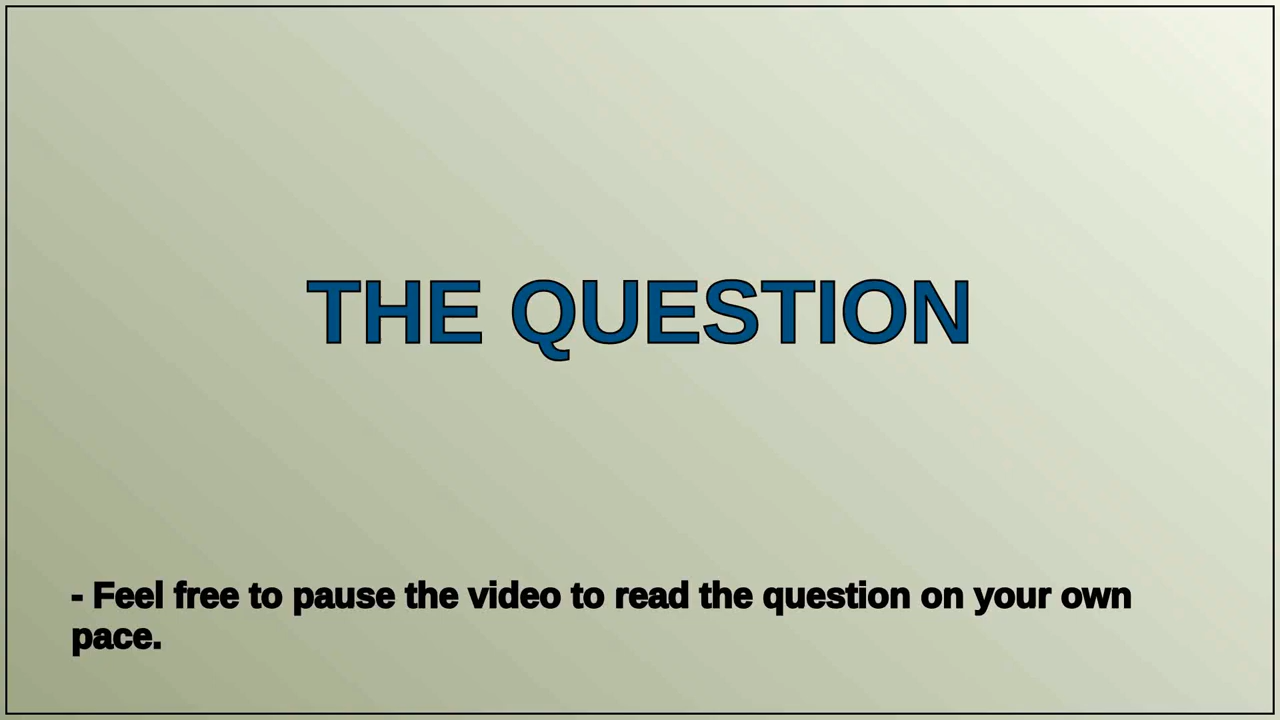 THE QUESTION
- Feel free to pause the video to read the question on your own
pace.